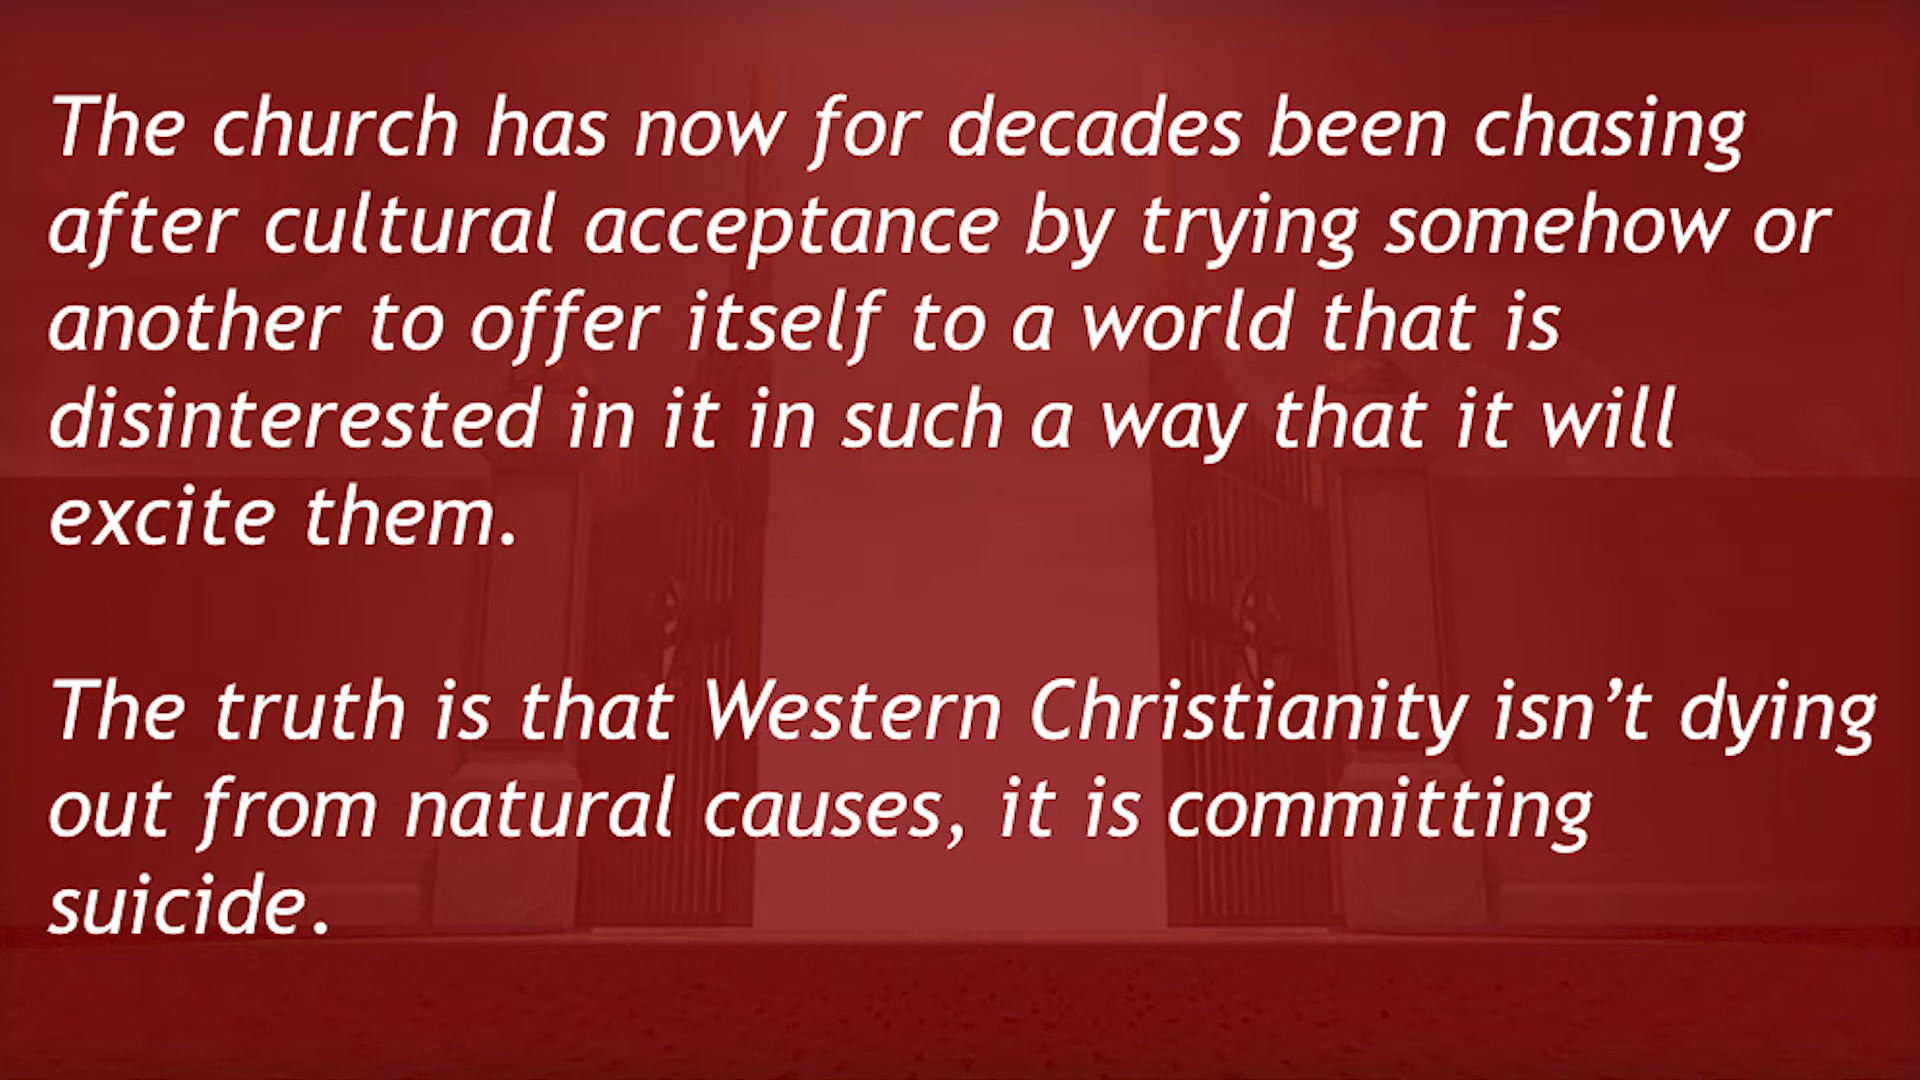 The church has now for decades been chasing
after cultural acceptance by trying somehow or
another to offer itself to a world that is
disinterested in it in such a way that it will
excite them.
The truth is that Western Christianity isn’t dying
out from natural causes, it is committing
suicide.